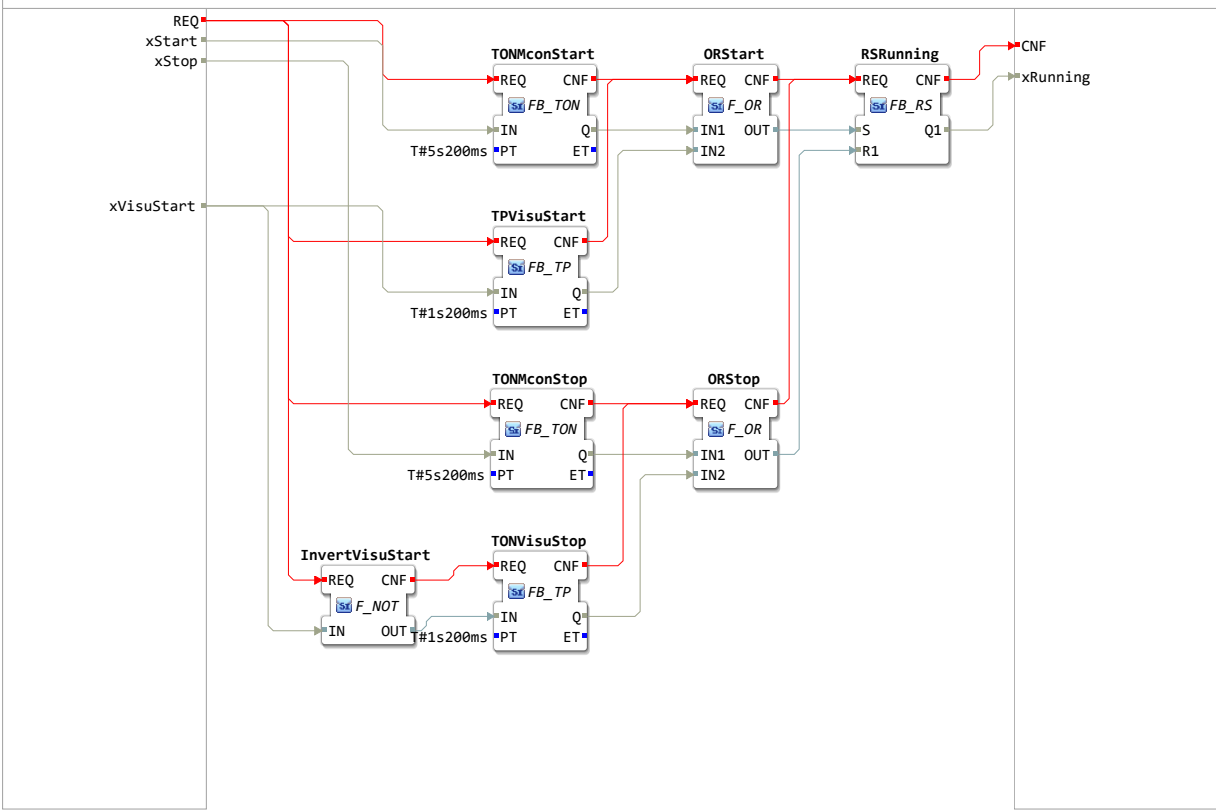 REQ
xStart
xStop
xVisuStart
TONMconStart
REQ CNF
FB_TON
IN Q
T#5s200ms PT ET
ORStart
REQ CNF
F_OR
IN1 OUT
IN2
RSRunning
REQ CNF
FB_RS
S Q1
R1
CNF
xRunning
TPVisuStart
REQ CNF
FB_TP
IN Q
T#1s200ms PT ET
TONMconStop
REQ CNF
FB_TON
IN Q
T#5s200ms PT ET
ORStop
REQ CNF
F_OR
IN1 OUT
IN2
InvertVisuStart
REQ CNF
F_NOT
IN OUT
TONVisuStop
REQ CNF
FB_TP
IN Q
T#1s200ms PT ET